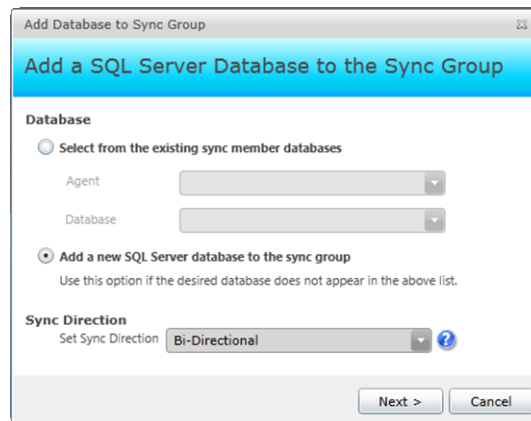 Add Database to Sync Group
Add a SQL Server Database to the Sync Group
Database
Select from the existing sync member databases
Agent
Database
Add a new SQL Server database to the sync group
Use this option if the desired database does not appear in the above list.
Sync Direction
Set Sync Direction Bi-Directional ?
Next > Cancel